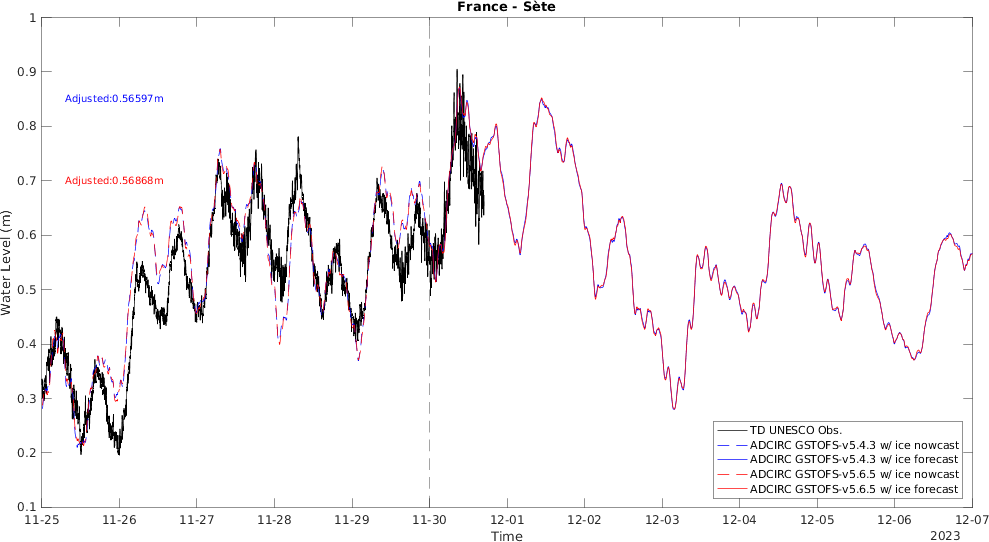 France - Sète
Water Level (m)
1
0.9
0.8
0.7
0.6
0.5
0.4
0.3
0.2
0.1
Adjusted:0.56597m
Adjusted:0.56868m
TD UNESCO Obs.
ADCIRC GSTOFS-v5.4.3 w/ ice nowcast
ADCIRC GSTOFS-v5.4.3 w/ ice forecast
ADCIRC GSTOFS-v5.6.5 w/ ice nowcast
ADCIRC GSTOFS-v5.6.5 w/ ice forecast
11-25 11-26 11-27 11-28 11-29 11-30 12-01 12-02 12-03 12-04 12-05 12-06 12-07
Time
2023